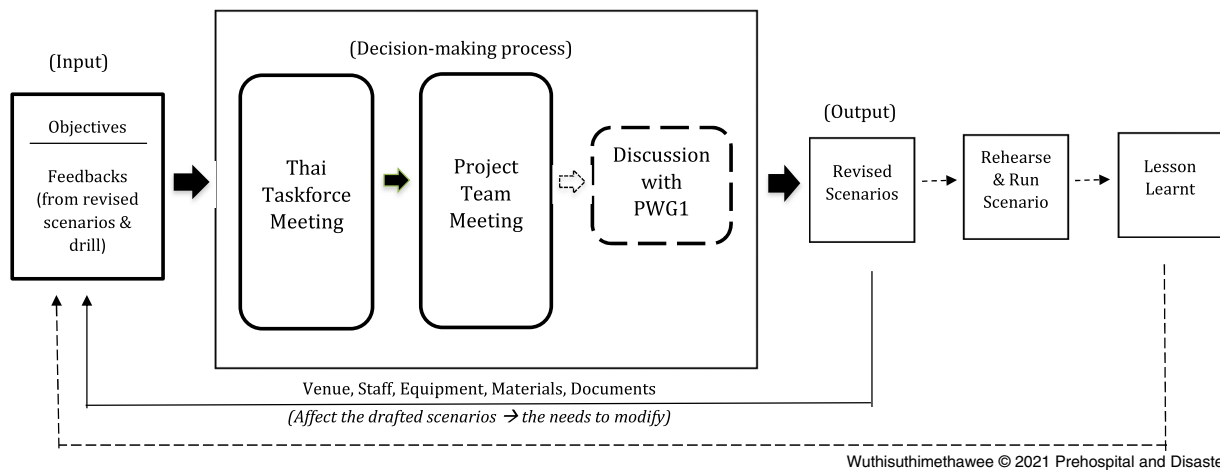 (Input)
Objectives
Feedbacks
(from revised
scenarios &
drill)
(Decision-making process)
Thai
Taskforce
Meeting
Project
Team
Meeting
Discussion
with
PWG1
(Output)
Revised
Scenarios
Rehearse
& Run
Scenario
Lesson
Learnt
Venue, Staff, Equipment, Materials, Documents
(Affect the drafted scenarios → the needs to modify)
Wuthisuthimethawee © 2021 Prehospital and Disaste